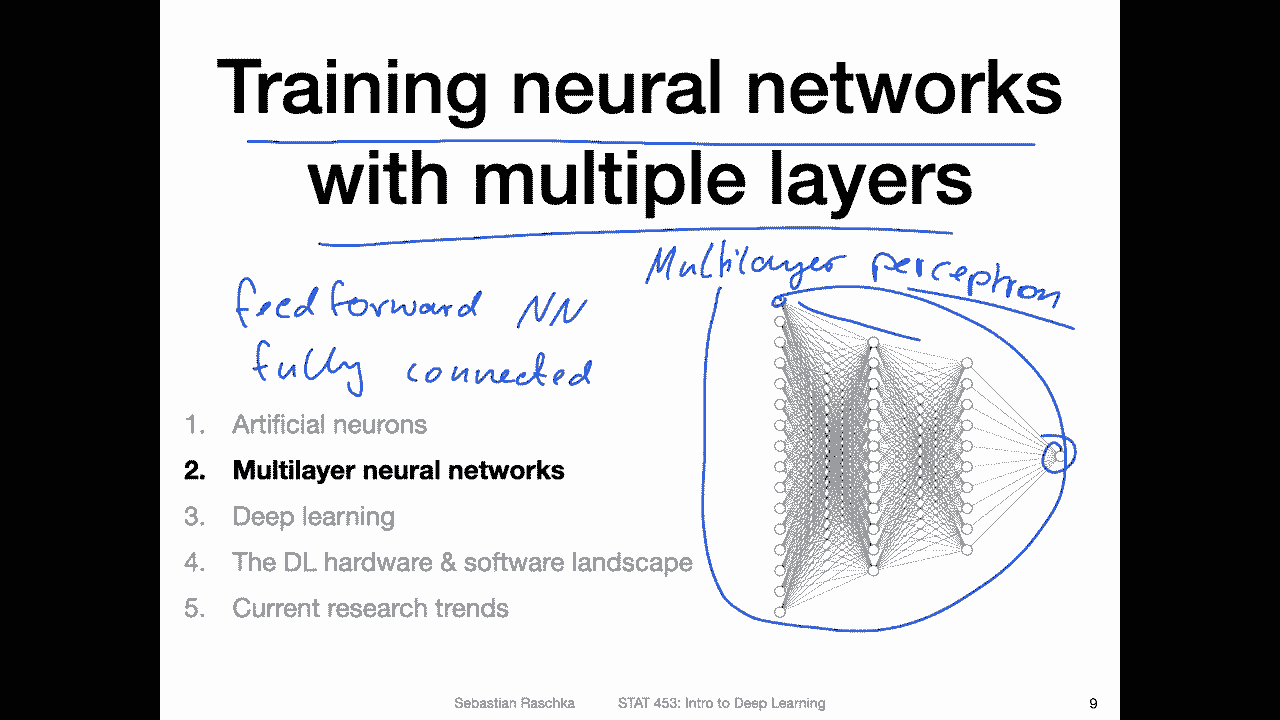 Training neural networks
with multiple layers
Multilayer perceptron
feedforward NN
fully connected
1. Artificial neurons
2. Multilayer neural networks
3. Deep learning
4. The DL hardware & software landscape
5. Current research trends
Sebastian Raschka STAT 453: Intro to Deep Learning 9